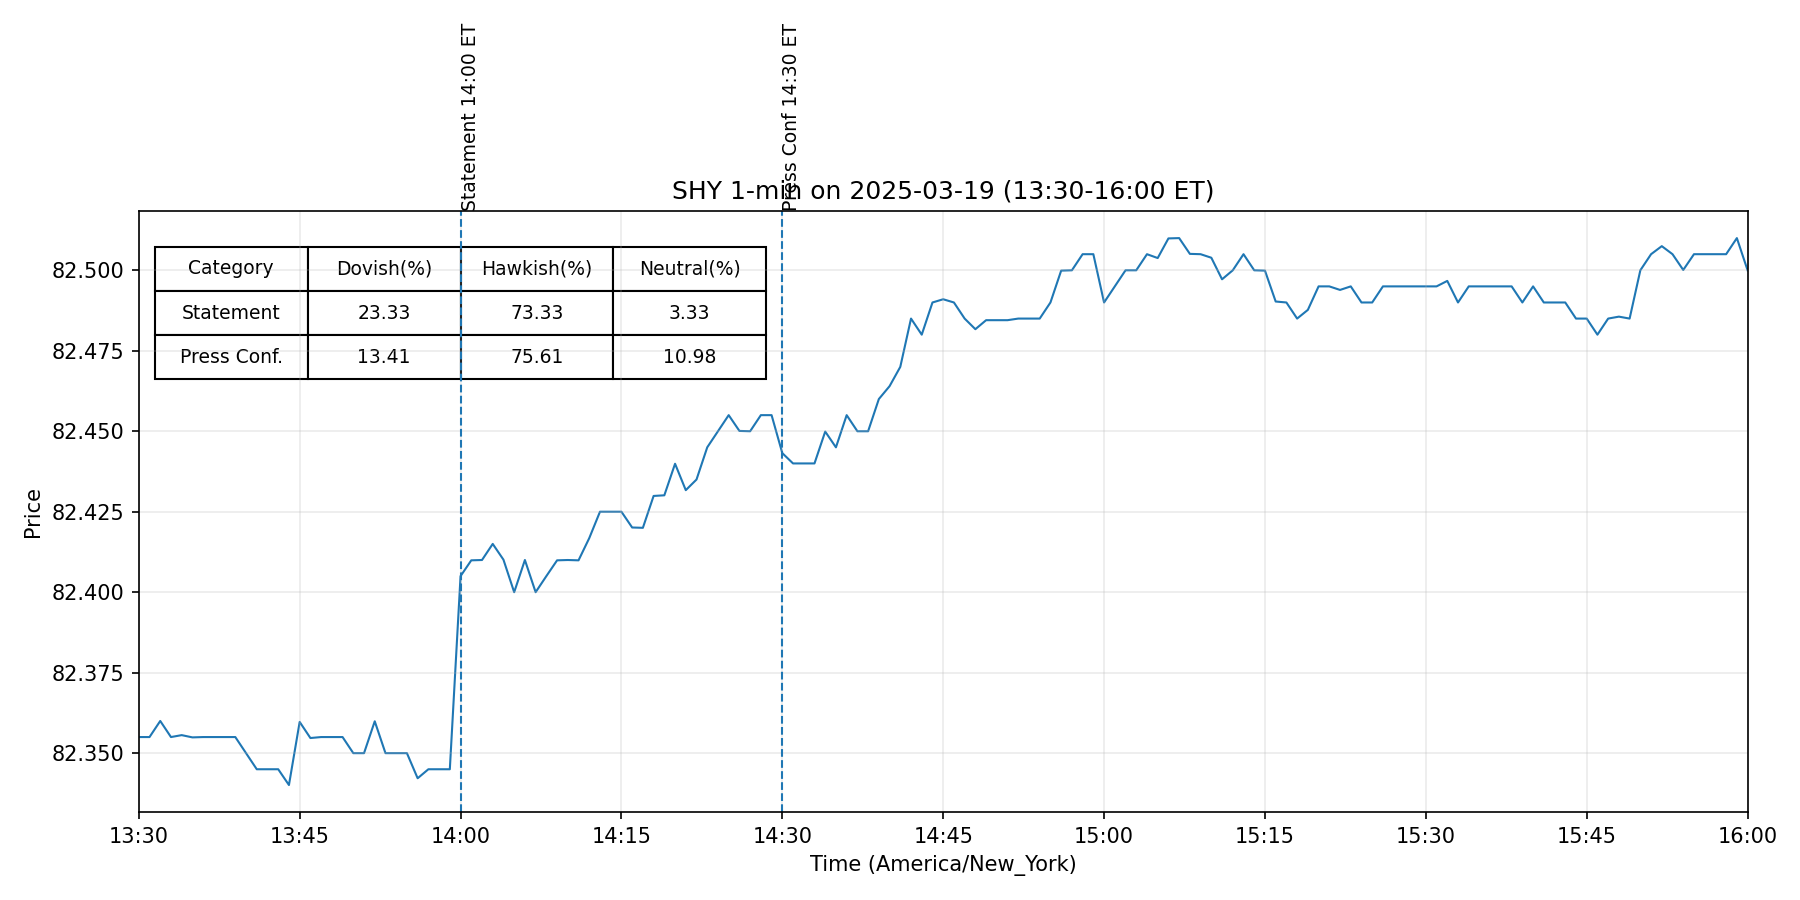 Statement 14:00 ET
Press Conf 14:30 ET
SHY 1-min on 2025-03-19 (13:30-16:00 ET)
Category Dovish(%) Hawkish(%) Neutral(%)
Statement 23.33 73.33 3.33
Press Conf. 13.41 75.61 10.98
Price
82.500
82.475
82.450
82.425
82.400
82.375
82.350
13:30 13:45 14:00 14:15 14:30 14:45 15:00 15:15 15:30 15:45 16:00
Time (America/New_York)